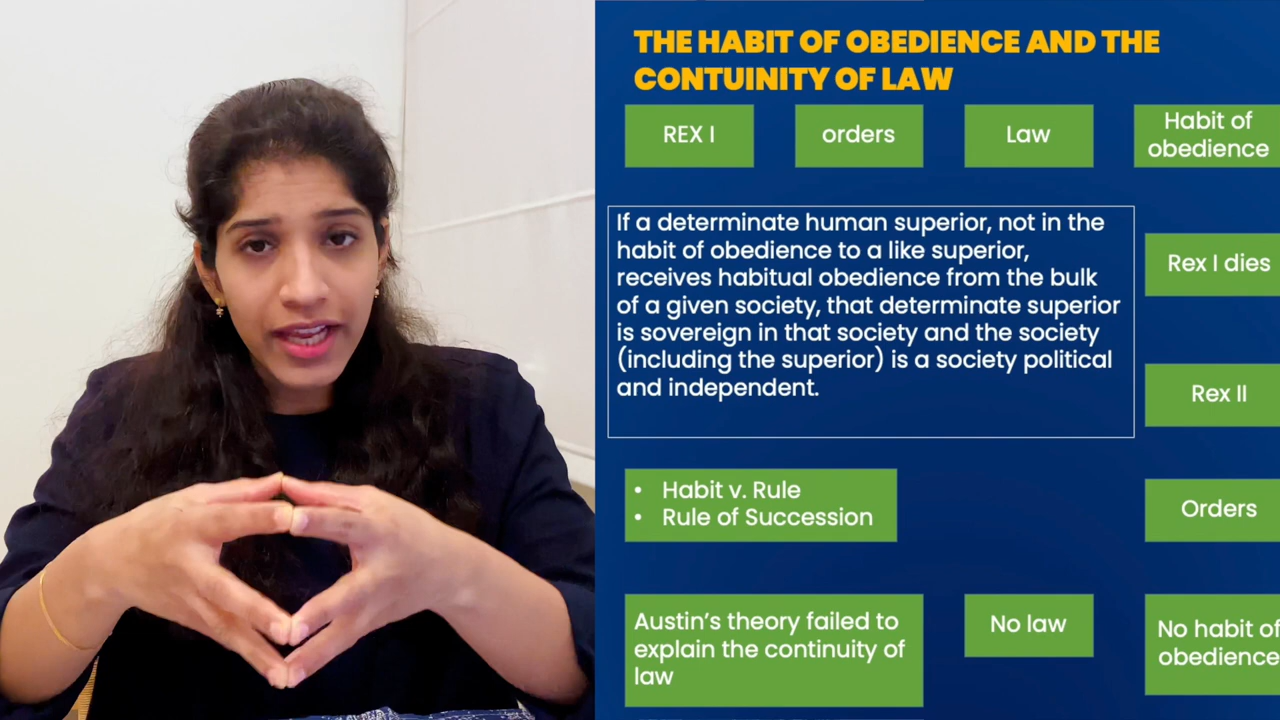 THE HABIT OF OBEDIENCE AND THE
CONTUINITY OF LAW
REX I
orders
Law
Habit of
obedience
If a determinate human superior, not in the
habit of obedience to a like superior,
receives habitual obedience from the bulk
of a given society, that determinate superior
is sovereign in that society and the society
(including the superior) is a society political
and independent.
Rex I dies
Rex II
• Habit v. Rule
• Rule of Succession
Orders
Austin's theory failed to
explain the continuity of
law
No law
No habit of
obedience